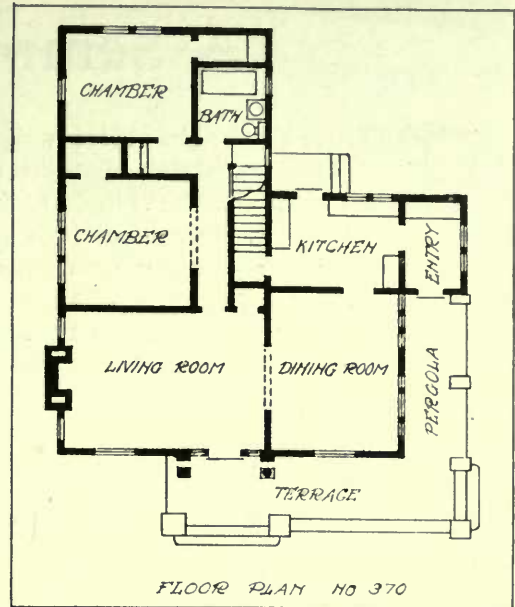 CHAMBER
BATH
CHAMBER
KITCHEN
ENTRY
LIVING ROOM
DINING ROOM
PERGOLA
TERRACE
FLOOR PLAN No 370